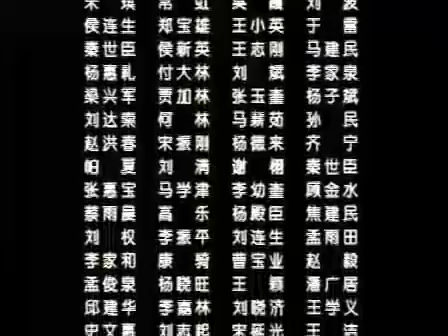 侯连生 郑宝雄 王小英 于 雷
秦世臣 侯新英 王志刚 马建民
杨惠礼 付大林 刘 斌 李家泉
梁兴军 贾加林 张玉奎 杨子斌
刘达索 何 林 马颖茹 孙 民
赵洪春 宋振刚 杨德来 齐 宁
夏 刘 清 谢 栩 秦世臣
张惠宝 马学津 李幼奎 顾金水
蔡雨晨 高 乐 杨殿臣 焦建民
刘 权 李振平 刘连生 孟雨田
李家和 康 骑 曹宝业 赵 毅
孟俊泉 杨晓旺 王 颖 潘广居
邱建华 李嘉林 刘晓济 王学义